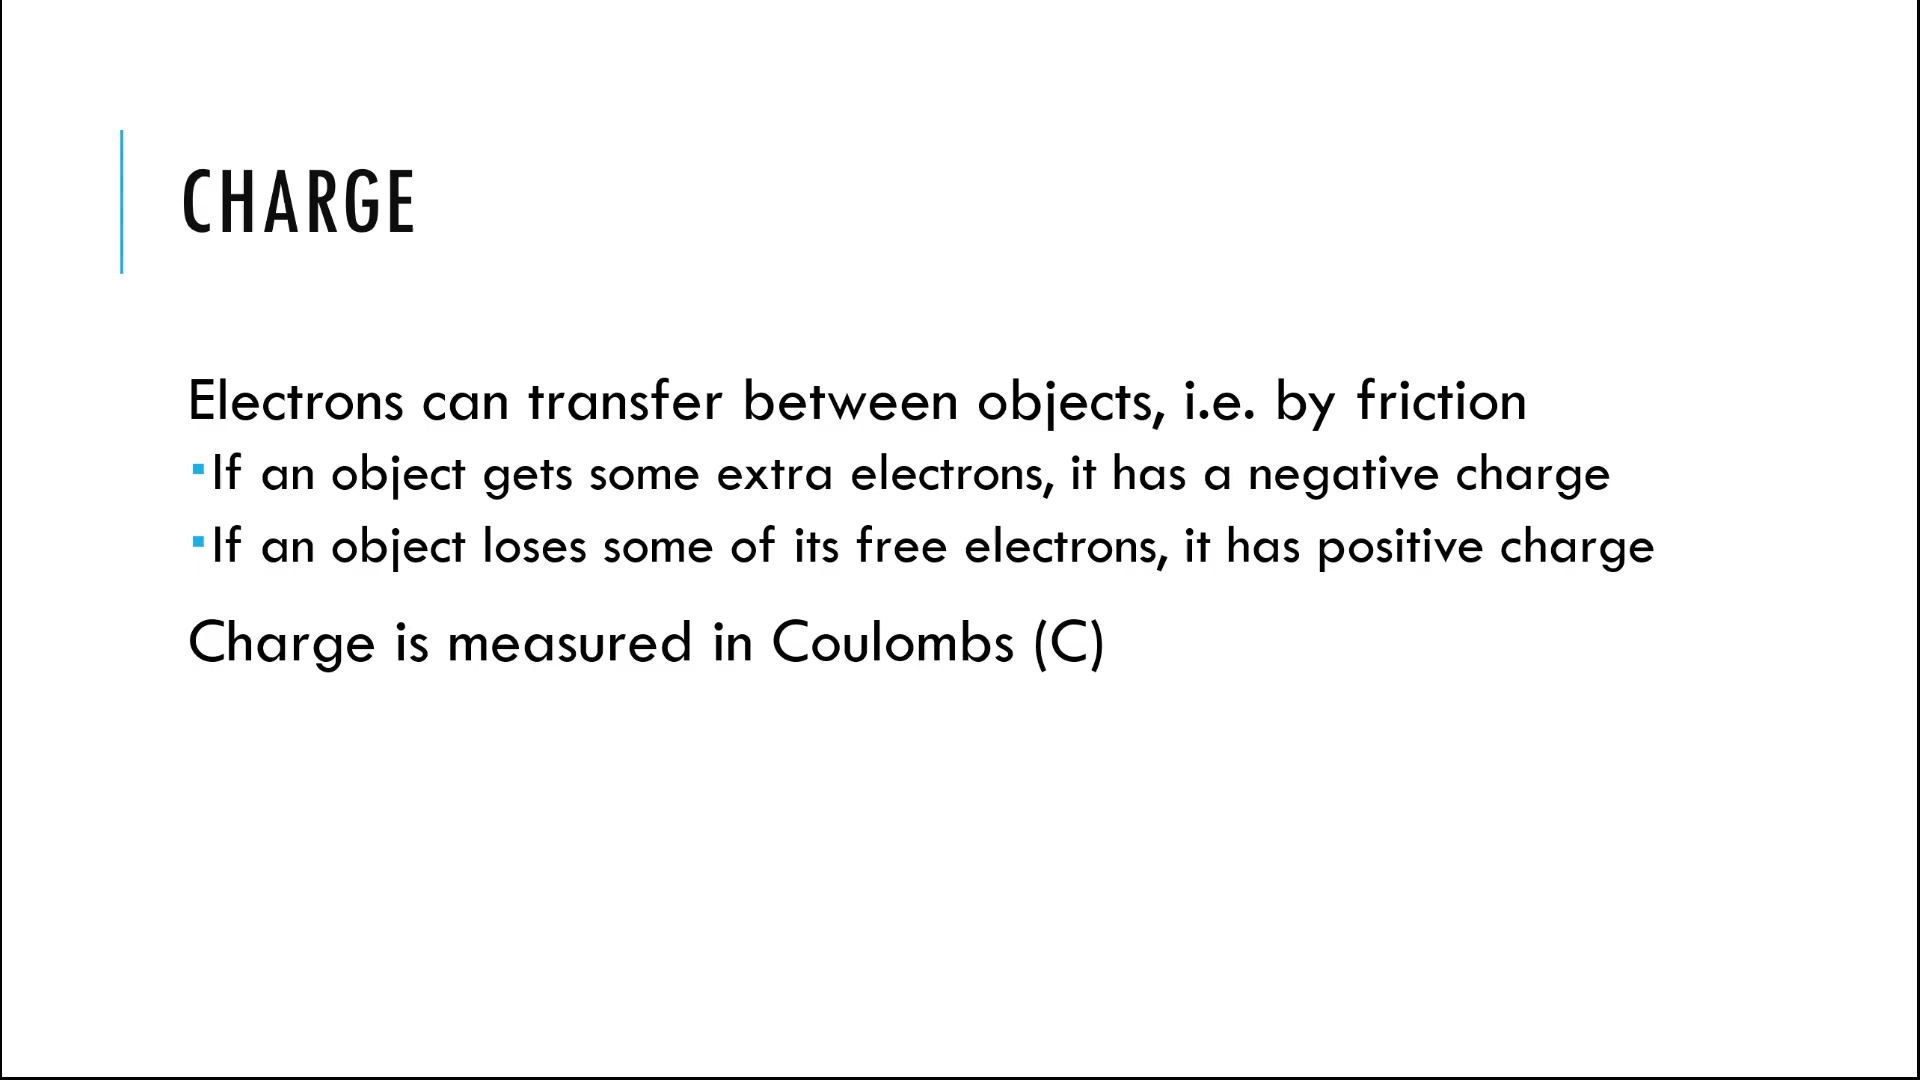 CHARGE
Electrons can transfer between objects, i.e. by friction
▪If an object gets some extra electrons, it has a negative charge
▪If an object loses some of its free electrons, it has positive charge
Charge is measured in Coulombs (C)